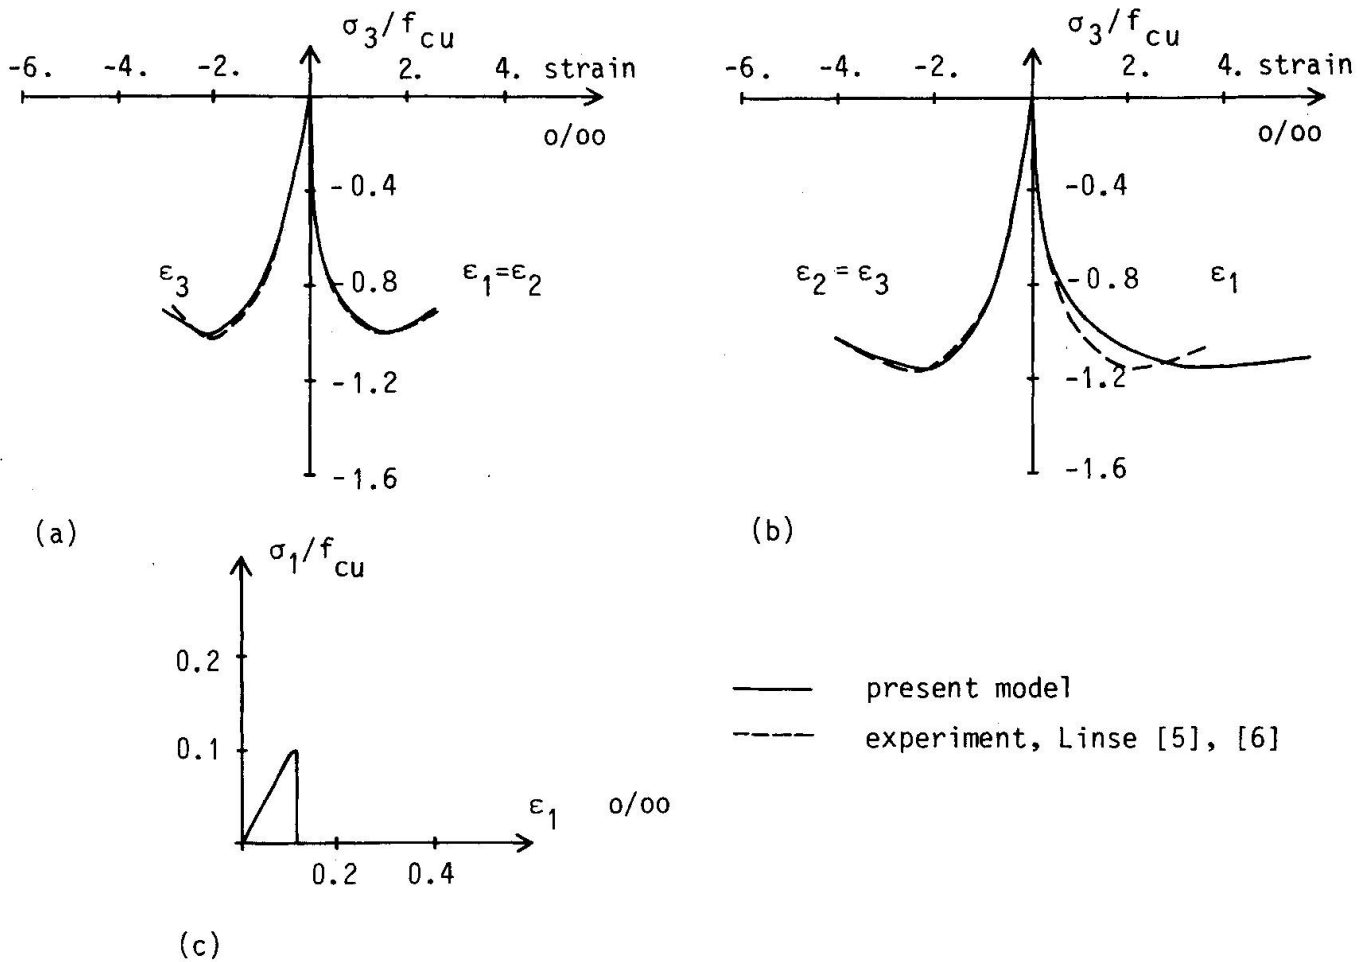 σ3/fcu
-6. -4. -2. 2. 4. strain
o/oo
-0.4
ε3 -0.8 ε1=ε2
-1.2
-1.6
(a)
σ3/fcu
-6. -4. -2. 2. 4. strain
o/oo
-0.4
ε2=ε3 -0.8 ε1
-1.2
-1.6
(b)
σ1/fcu
0.2
0.1
ε1 o/oo
0.2 0.4
(c)
present model
experiment, Linse [5], [6]